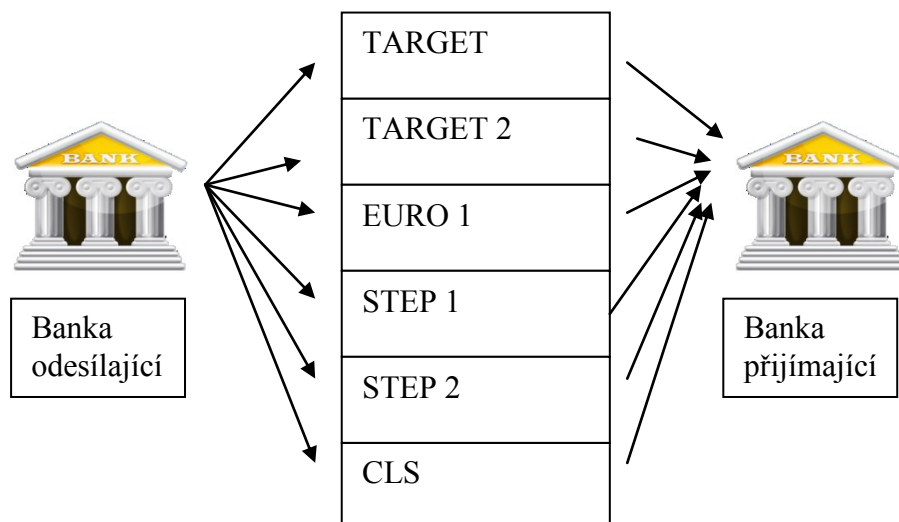 TARGET
TARGET 2
EURO 1
STEP 1
STEP 2
CLS
BANK
Banka
odesílající
BANK
Banka
přijímající